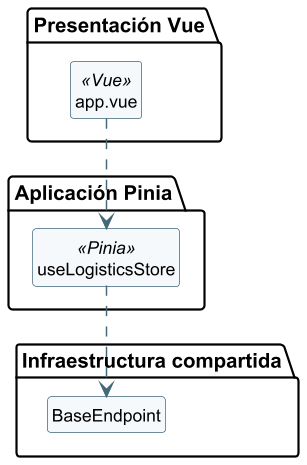 Presentación Vue
«Vue»
app.vue
Aplicación Pinia
«Pinia»
useLogisticsStore
Infraestructura compartida
BaseEndpoint